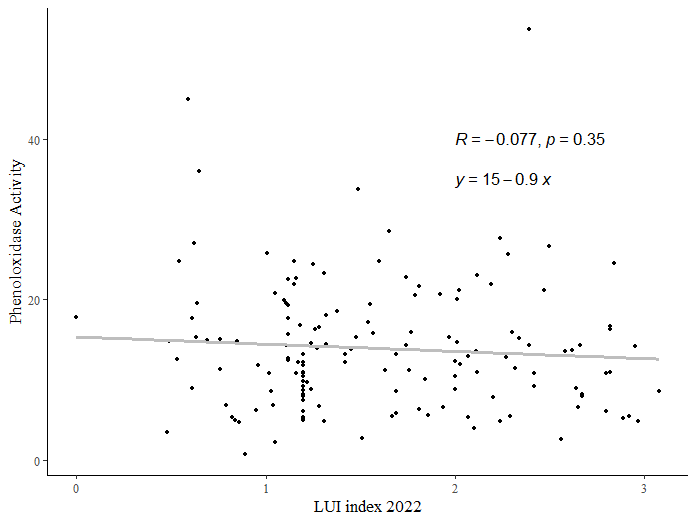 Phenoloxidase Activity
40
20
0
R = −0.077, p = 0.35
y = 15 − 0.9 x
0 1 2 3
LUI index 2022